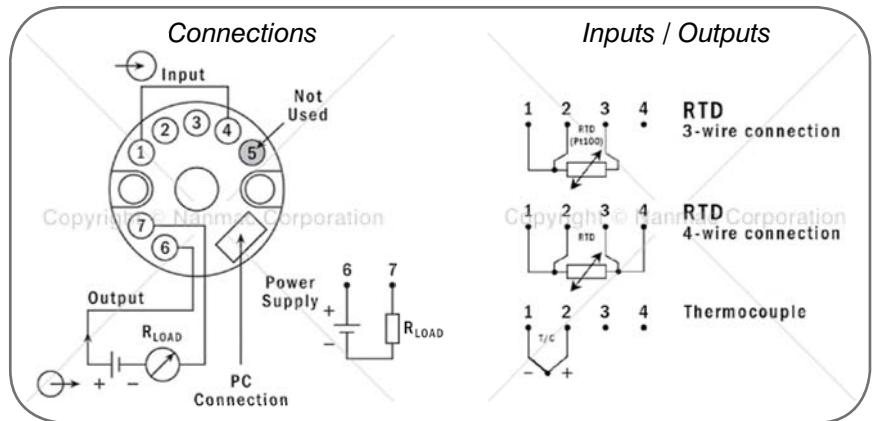 Connections
Input
Not
Used
1
2
3
4
5
7
6
Output
R LOAD
+
−
PC
Connection
Power
Supply
6
7
+
−
R LOAD
Copyright © Nanmac Corporation
Inputs / Outputs
1 2 3 4
RTD
3-wire connection
RTD
(Pt100)
Copyright © Nanmac Corporation
1 2 3 4
RTD
4-wire connection
RTD
1 2 3 4
Thermocouple
T/C
− +